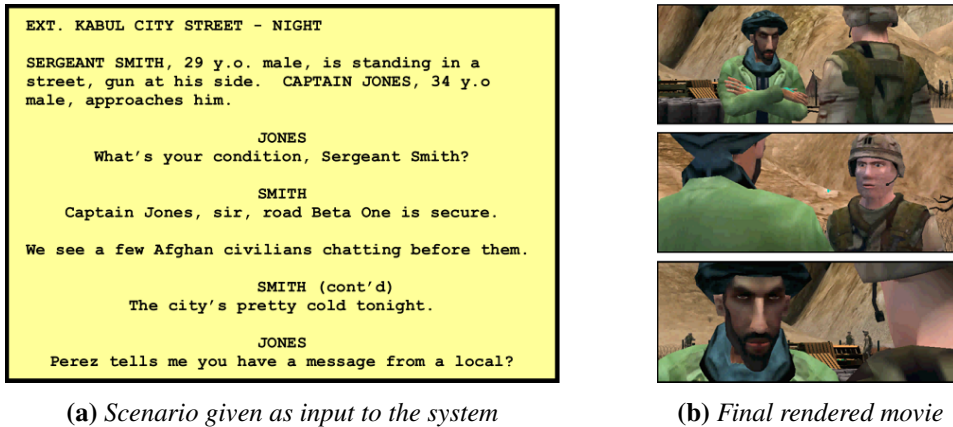 EXT. KABUL CITY STREET - NIGHT
SERGEANT SMITH, 29 y.o. male, is standing in a
street, gun at his side.  CAPTAIN JONES, 34 y.o
male, approaches him.
JONES
What's your condition, Sergeant Smith?
SMITH
Captain Jones, sir, road Beta One is secure.
We see a few Afghan civilians chatting before them.
SMITH (cont'd)
The city's pretty cold tonight.
JONES
Perez tells me you have a message from a local?
(a) Scenario given as input to the system
(b) Final rendered movie